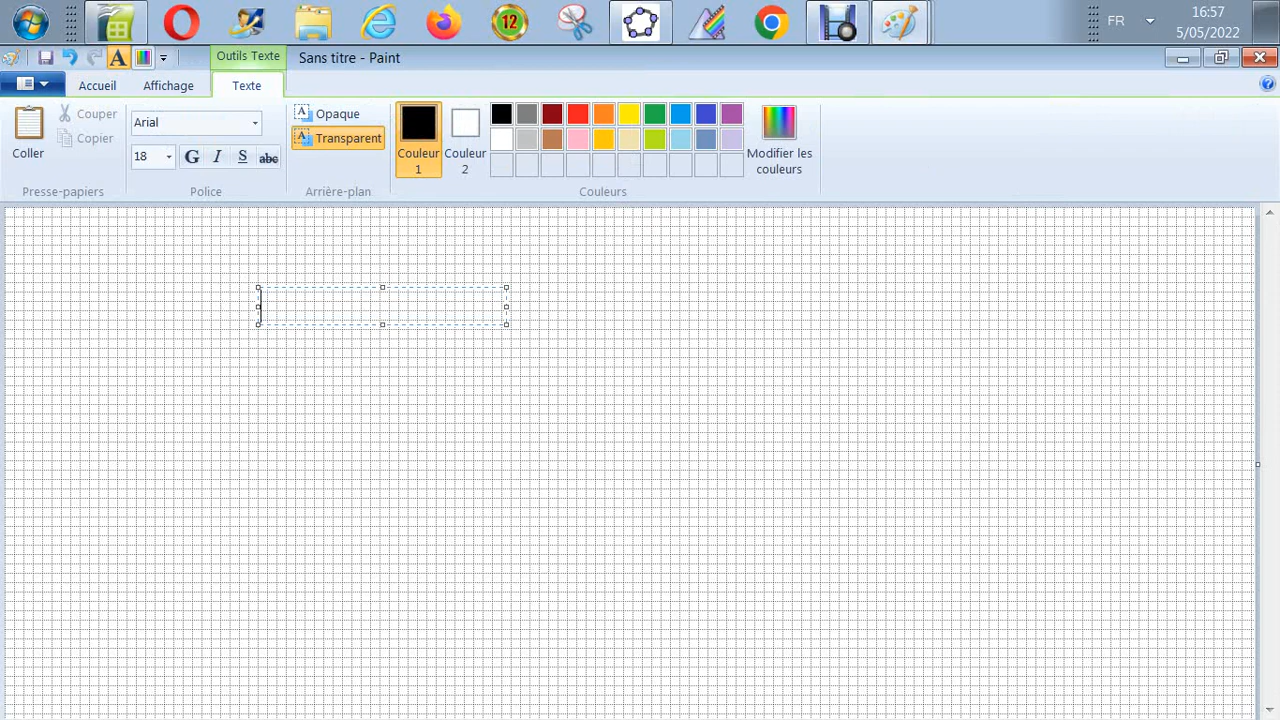 12
FR
16:57
5/05/2022
A
Outils Texte
Sans titre - Paint
Accueil
Affichage
Texte
Coller
Couper
Copier
Presse-papiers
Arial
18
G I S abc
Police
Opaque
Transparent
Arrière-plan
Couleur
1
Couleur
2
Modifier les
couleurs
Couleurs